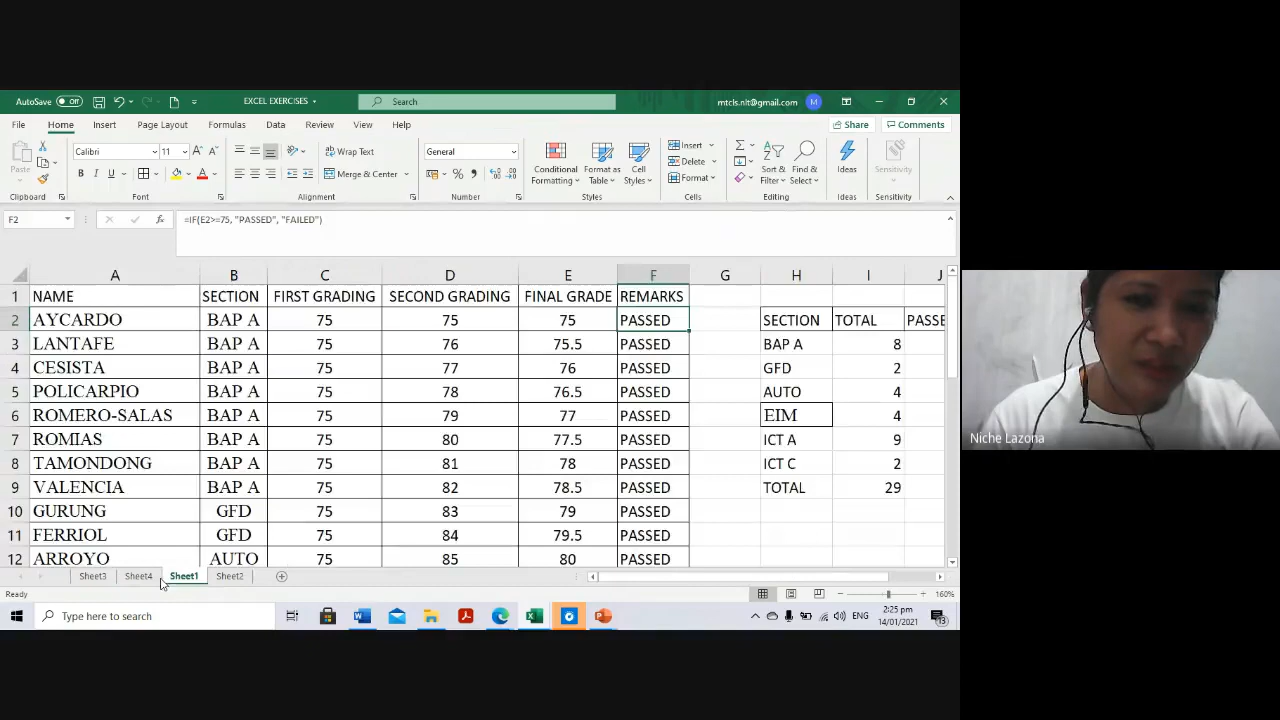 AutoSave Off EXCEL EXERCISES Search mtcls.nlt@gmail.com M
File Home Insert Page Layout Formulas Data Review View Help Share Comments
Paste Calibri 11 A A Wrap Text General Conditional Formatting Format as Table Cell Styles Insert Sort & Filter Find & Select Ideas Sensitivity
B I U A Merge & Center % Delete
Format
Clipboard Font Alignment Number Styles Cells Editing Ideas Sensitivity
F2 fx =IF(E2>=75, "PASSED", "FAILED")
A B C D E F G H I J
1 NAME SECTION FIRST GRADING SECOND GRADING FINAL GRADE REMARKS
2 AYCARDO BAP A 75 75 75 PASSED SECTION TOTAL PASSE
3 LANTAFE BAP A 75 76 75.5 PASSED BAP A 8
4 CESISTA BAP A 75 77 76 PASSED GFD 2
5 POLICARPIO BAP A 75 78 76.5 PASSED AUTO 4
6 ROMERO-SALAS BAP A 75 79 77 PASSED EIM 4
7 ROMIAS BAP A 75 80 77.5 PASSED ICT A 9
8 TAMONDONG BAP A 75 81 78 PASSED ICT C 2
9 VALENCIA BAP A 75 82 78.5 PASSED TOTAL 29
10 GURUNG GFD 75 83 79 PASSED
11 FERRIOL GFD 75 84 79.5 PASSED
12 ARROYO AUTO 75 85 80 PASSED
Sheet3 Sheet4 Sheet1 Sheet2
Ready 160%
Type here to search ENG 2:25 pm
14/01/2021
Niche Lazona